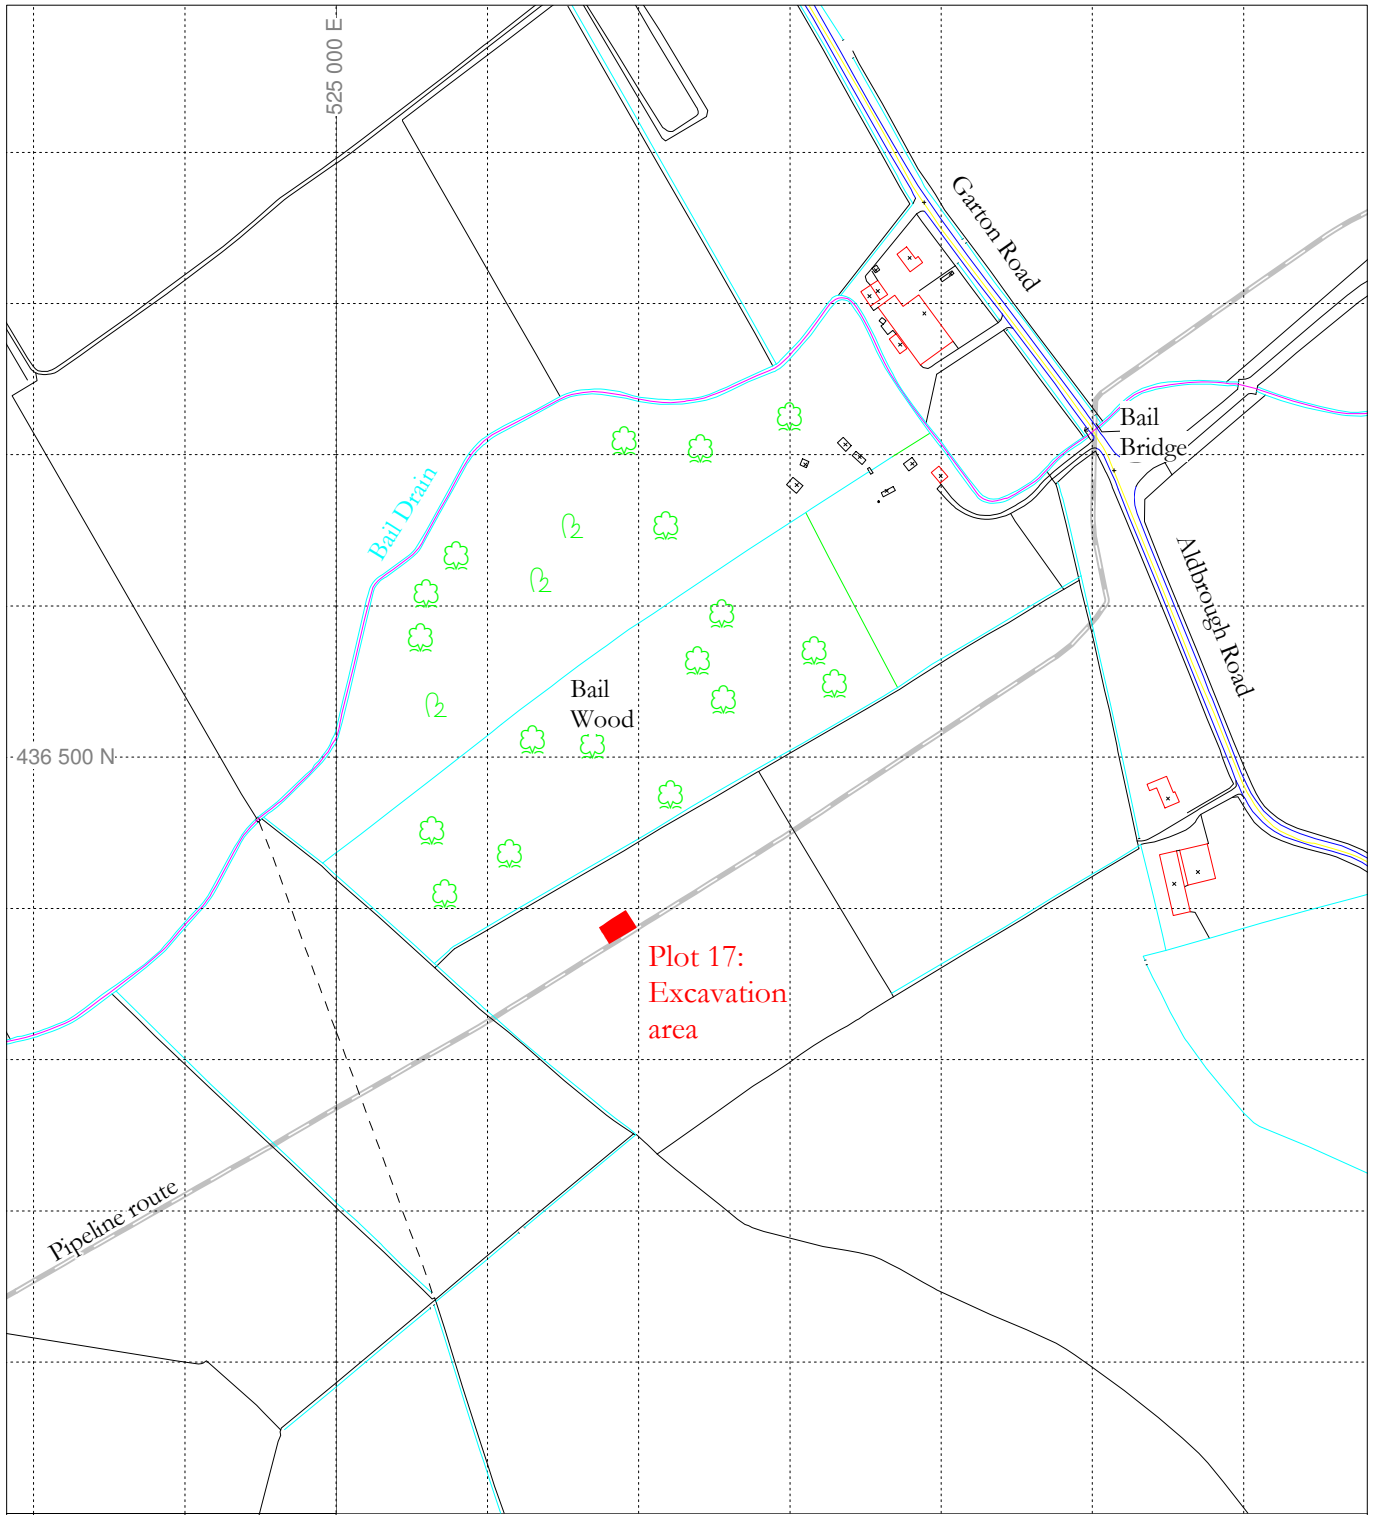 525 000 E
Garton Road
Bail
Bridge
Bail Drain
Aldbrough Road
Bail
Wood
436 500 N
Plot 17:
Excavation
area
Pipeline route